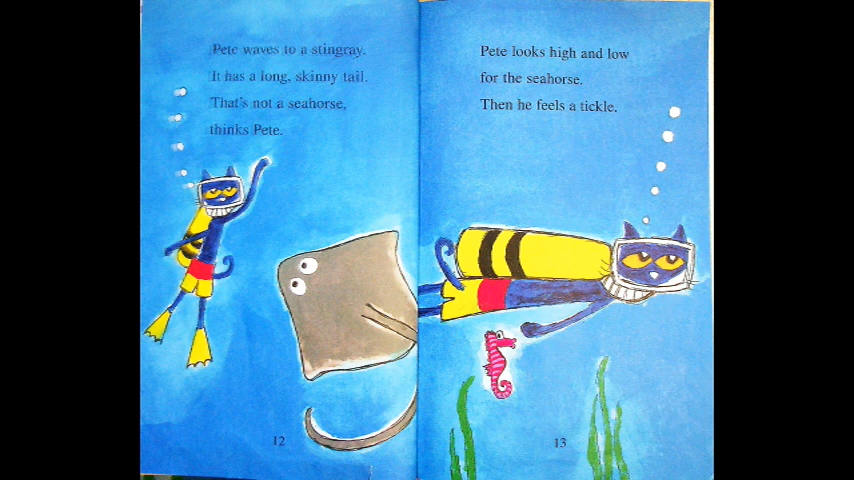 Pete waves to a stingray.
It has a long, skinny tail.
That's not a seahorse,
thinks Pete.
12
Pete looks high and low
for the seahorse.
Then he feels a tickle.
13